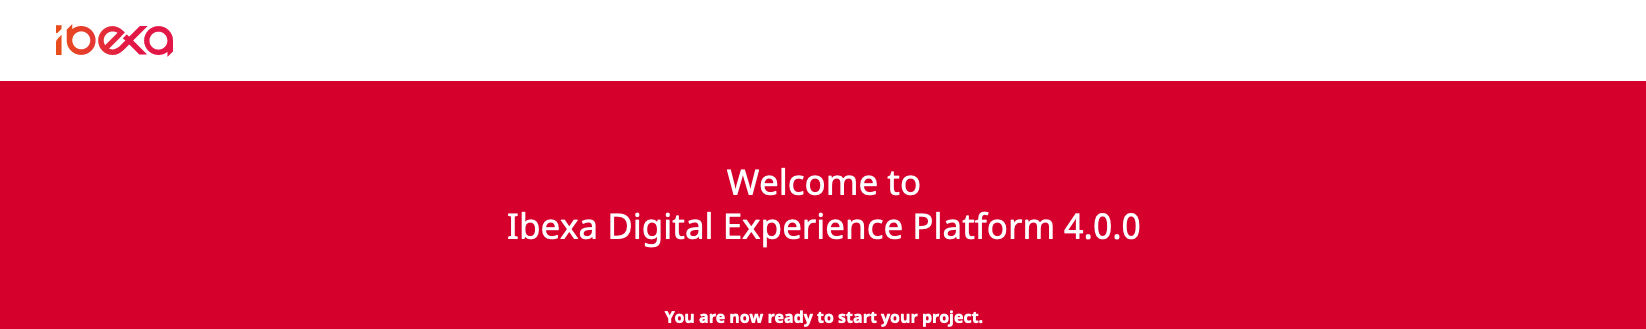 ibexa
Welcome to
Ibexa Digital Experience Platform 4.0.0
You are now ready to start your project.